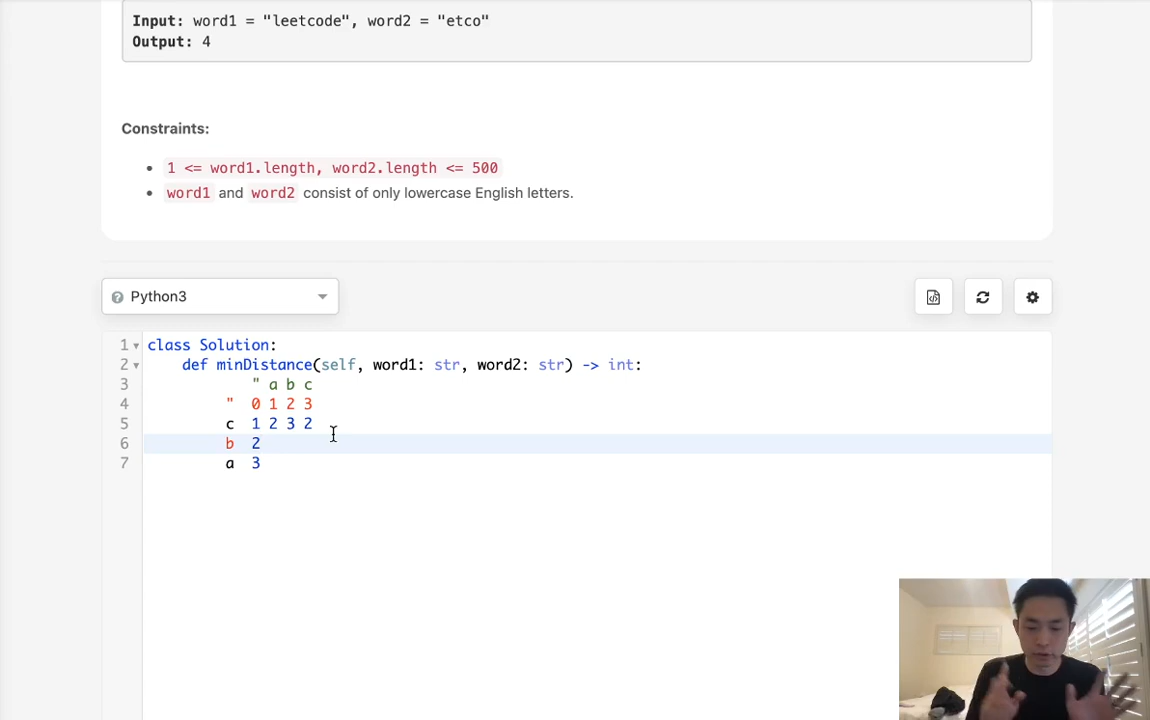 Input: word1 = "leetcode", word2 = "etco"
Output: 4
Constraints:
1 <= word1.length, word2.length <= 500
word1 and word2 consist of only lowercase English letters.
Python3
1 class Solution:
2 def minDistance(self, word1: str, word2: str) -> int:
3 " a b c
4 " 0 1 2 3
5 c 1 2 3 2
6 b 2
7 a 3